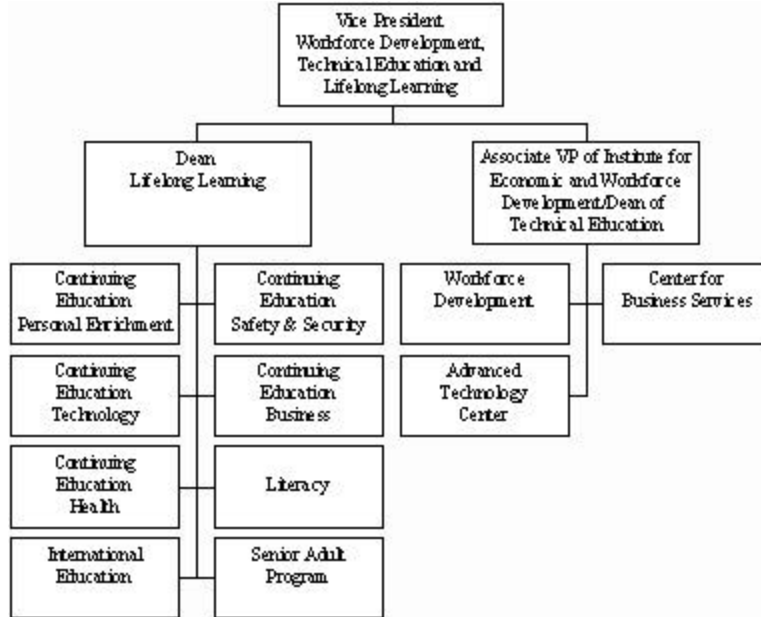 Vice President
Workforce Development,
Technical Education and
Lifelong Learning
Dean
Lifelong Learning
Associate VP of Institute for
Economic and Workforce
Development/Dean of
Technical Education
Continuing
Education
Personal Enrichment
Continuing
Education
Safety & Security
Workforce
Development
Center for
Business Services
Continuing
Education
Technology
Continuing
Education
Business
Advanced
Technology
Center
Continuing
Education
Health
Literacy
International
Education
Senior Adult
Program